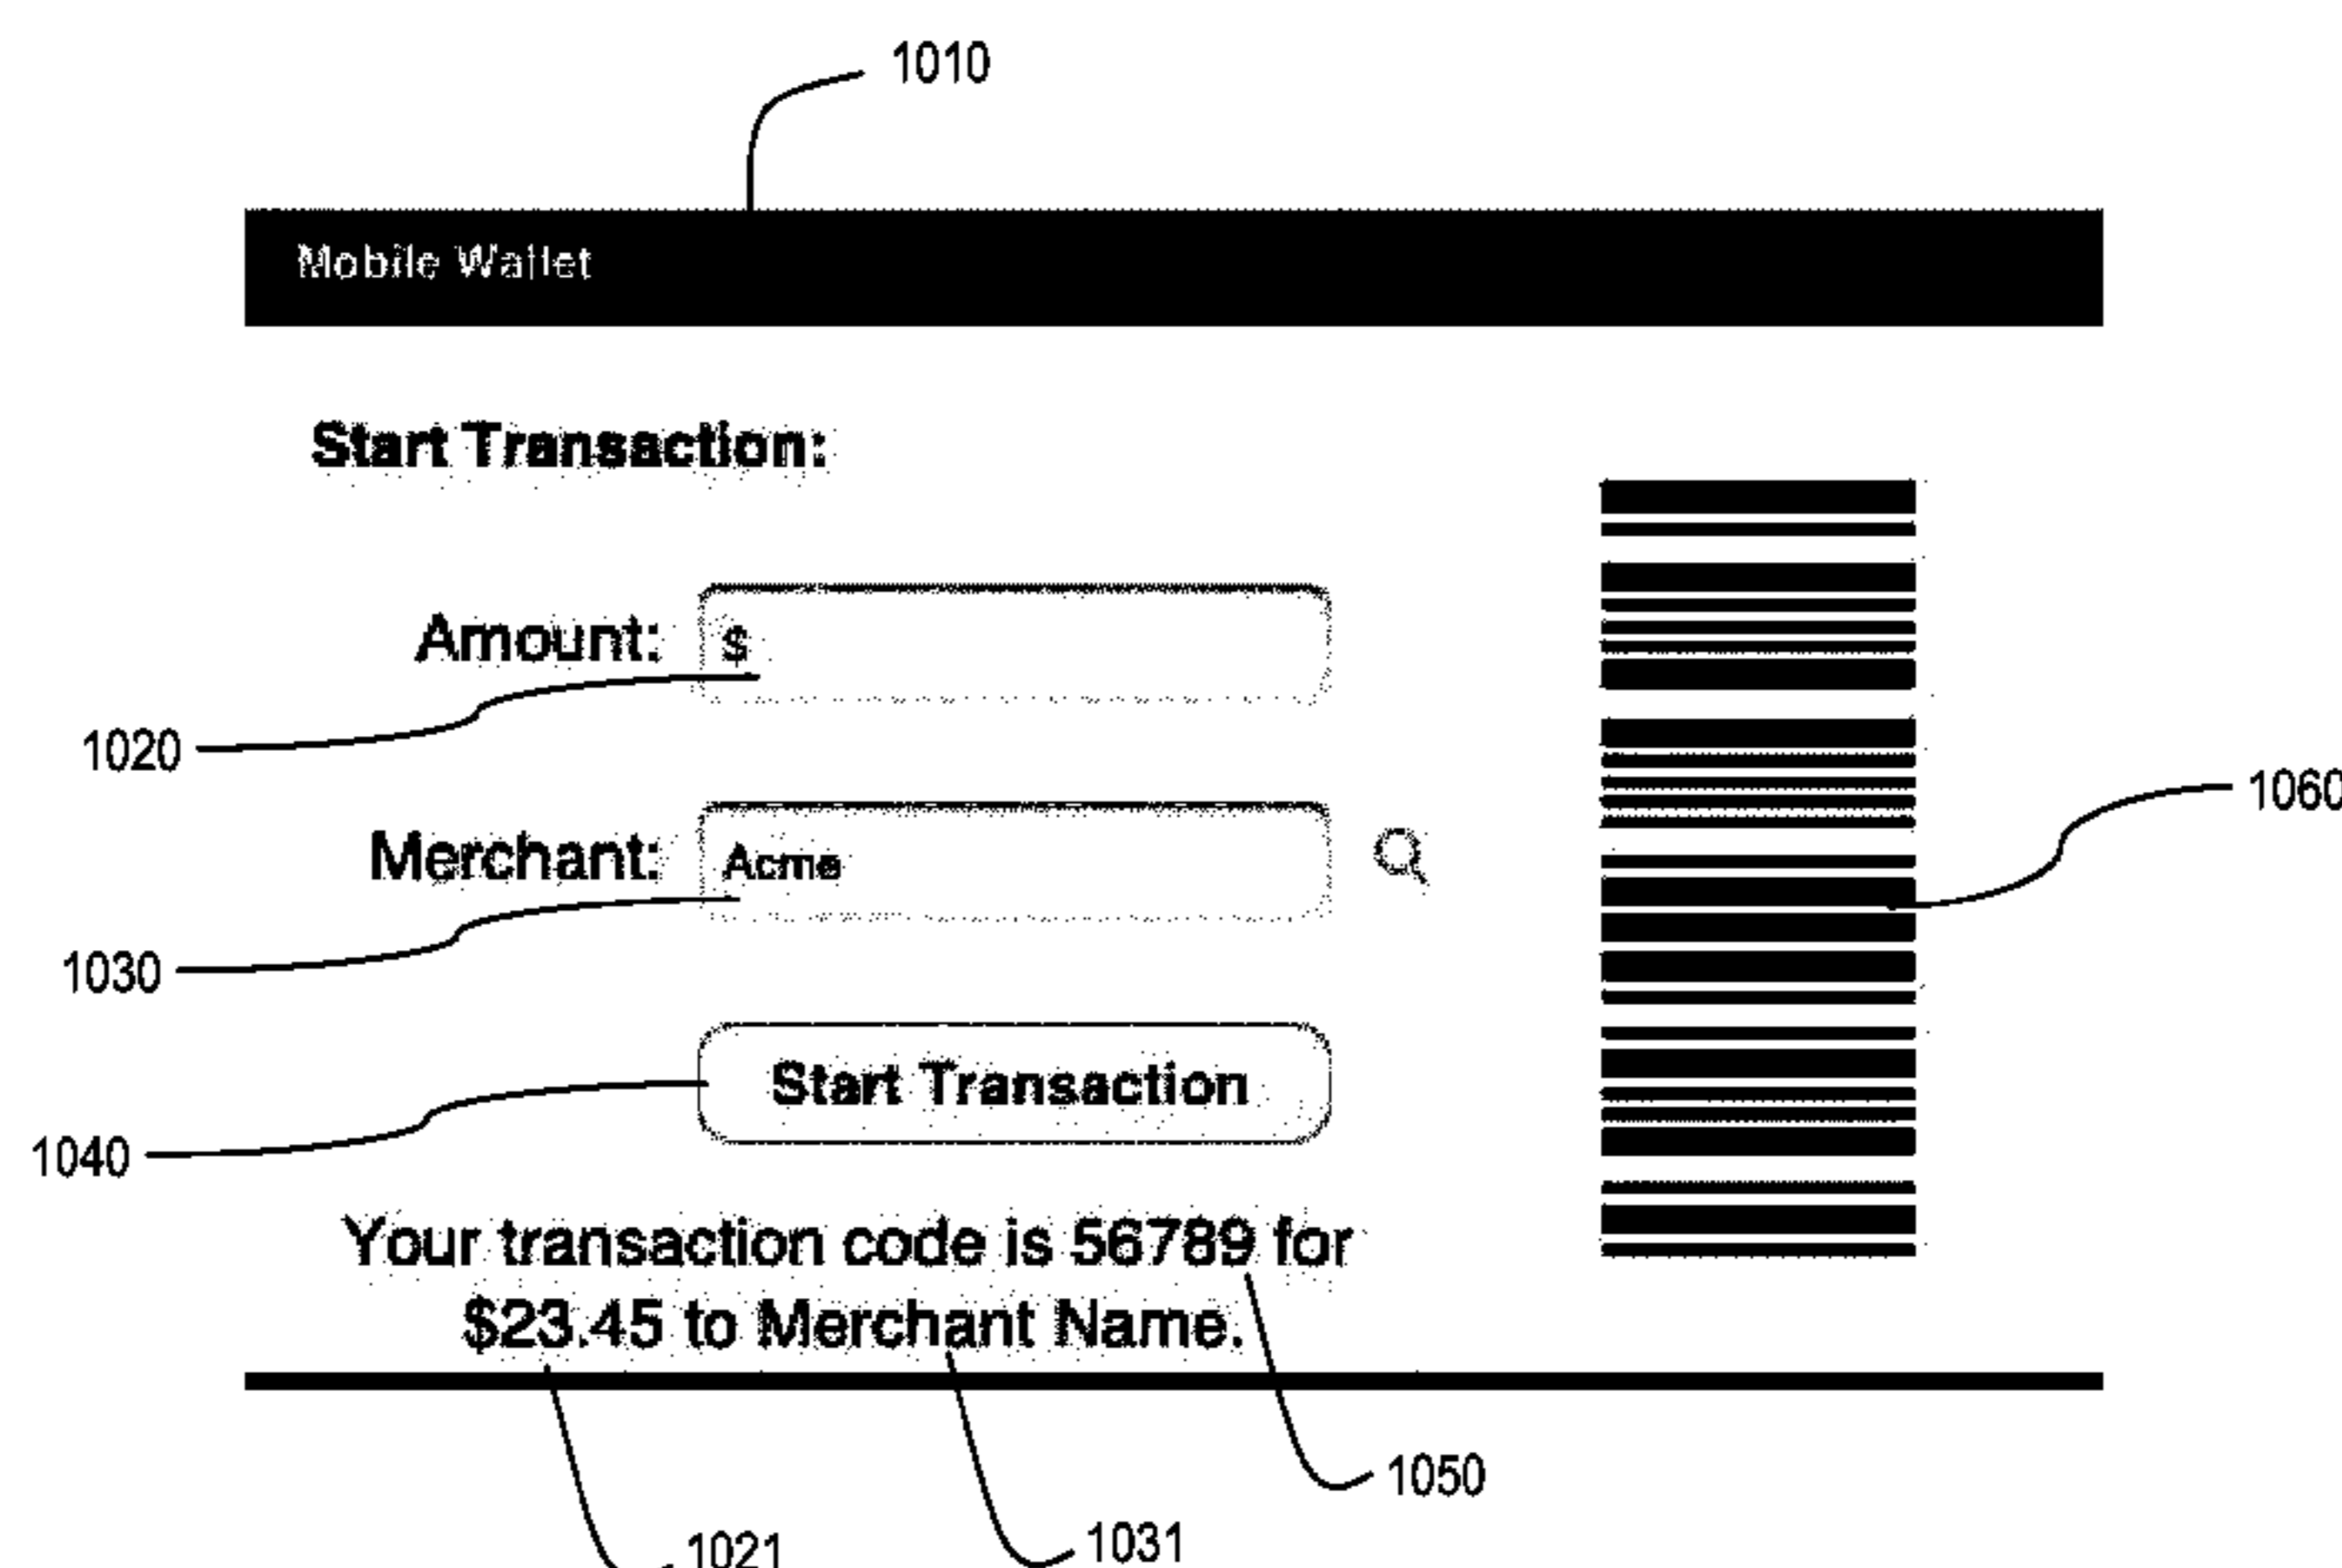 1010
Mobile Wallet
Start Transaction:
Amount: $
1020
1060
Merchant: Acme
1030
Start Transaction
1040
Your transaction code is 56789 for
$23.45 to Merchant Name.
1050
1021
1031